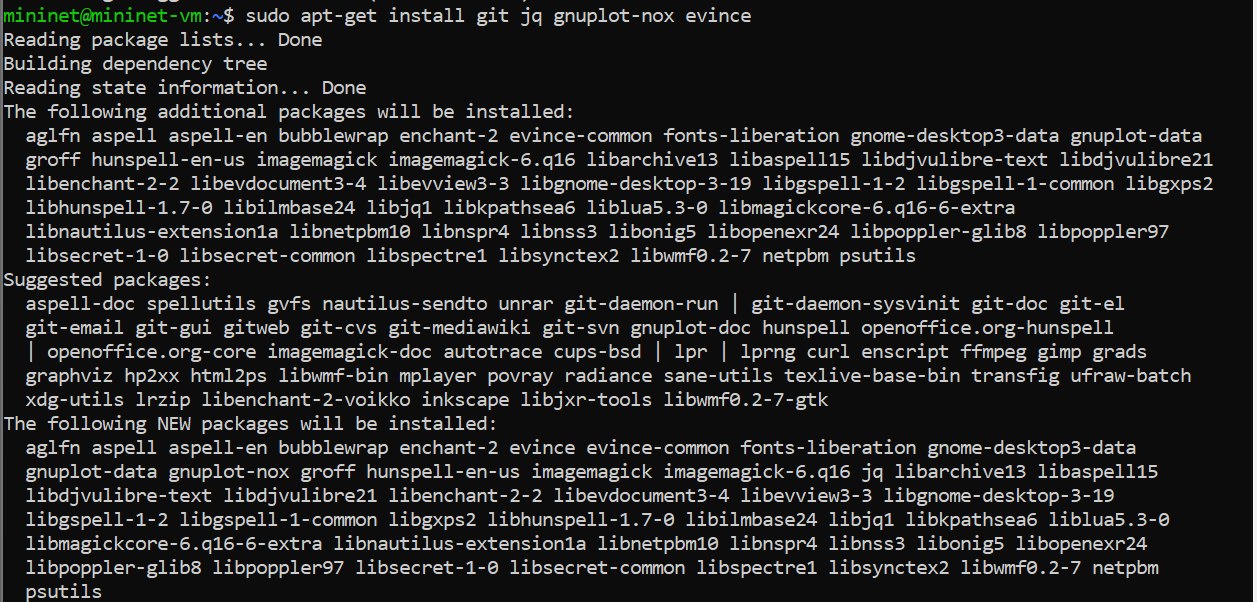 mininet@mininet-vm:~$ sudo apt-get install git jq gnuplot-nox evince
Reading package lists... Done
Building dependency tree
Reading state information... Done
The following additional packages will be installed:
aglfn aspell aspell-en bubblewrap enchant-2 evince-common fonts-liberation gnome-desktop3-data gnuplot-data
groff hunspell-en-us imagemagick imagemagick-6.q16 libarchive13 libaspell15 libdjvulibre-text libdjvulibre21
libenchant-2-2 libevdocument3-4 libevview3-3 libgnome-desktop-3-19 libgspell-1-2 libgspell-1-common libgxps2
libhunspell-1.7-0 libilmbase24 libjq1 libkpathsea6 liblua5.3-0 libmagickcore-6.q16-6-extra
libnautilus-extension1a libnetpbm10 libnspr4 libnss3 libonig5 libopenexr24 libpoppler-glib8 libpoppler97
libsecret-1-0 libsecret-common libspectre1 libsynctex2 libwmf0.2-7 netpbm psutils
Suggested packages:
aspell-doc spellutils gvfs nautilus-sendto unrar git-daemon-run | git-daemon-sysvinit git-doc git-el
git-email git-gui gitweb git-cvs git-mediawiki git-svn gnuplot-doc hunspell openoffice.org-hunspell
| openoffice.org-core imagemagick-doc autotrace cups-bsd | lpr | lprng curl enscript ffmpeg gimp grads
graphviz hp2xx html2ps libwmf-bin mplayer povray radiance sane-utils texlive-base-bin transfig ufraw-batch
xdg-utils lrzip libenchant-2-voikko inkscape libjxr-tools libwmf0.2-7-gtk
The following NEW packages will be installed:
aglfn aspell aspell-en bubblewrap enchant-2 evince evince-common fonts-liberation gnome-desktop3-data
gnuplot-data gnuplot-nox groff hunspell-en-us imagemagick imagemagick-6.q16 jq libarchive13 libaspell15
libdjvulibre-text libdjvulibre21 libenchant-2-2 libevdocument3-4 libevview3-3 libgnome-desktop-3-19
libgspell-1-2 libgspell-1-common libgxps2 libhunspell-1.7-0 libilmbase24 libjq1 libkpathsea6 liblua5.3-0
libmagickcore-6.q16-6-extra libnautilus-extension1a libnetpbm10 libnspr4 libnss3 libonig5 libopenexr24
libpoppler-glib8 libpoppler97 libsecret-1-0 libsecret-common libspectre1 libsynctex2 libwmf0.2-7 netpbm
psutils